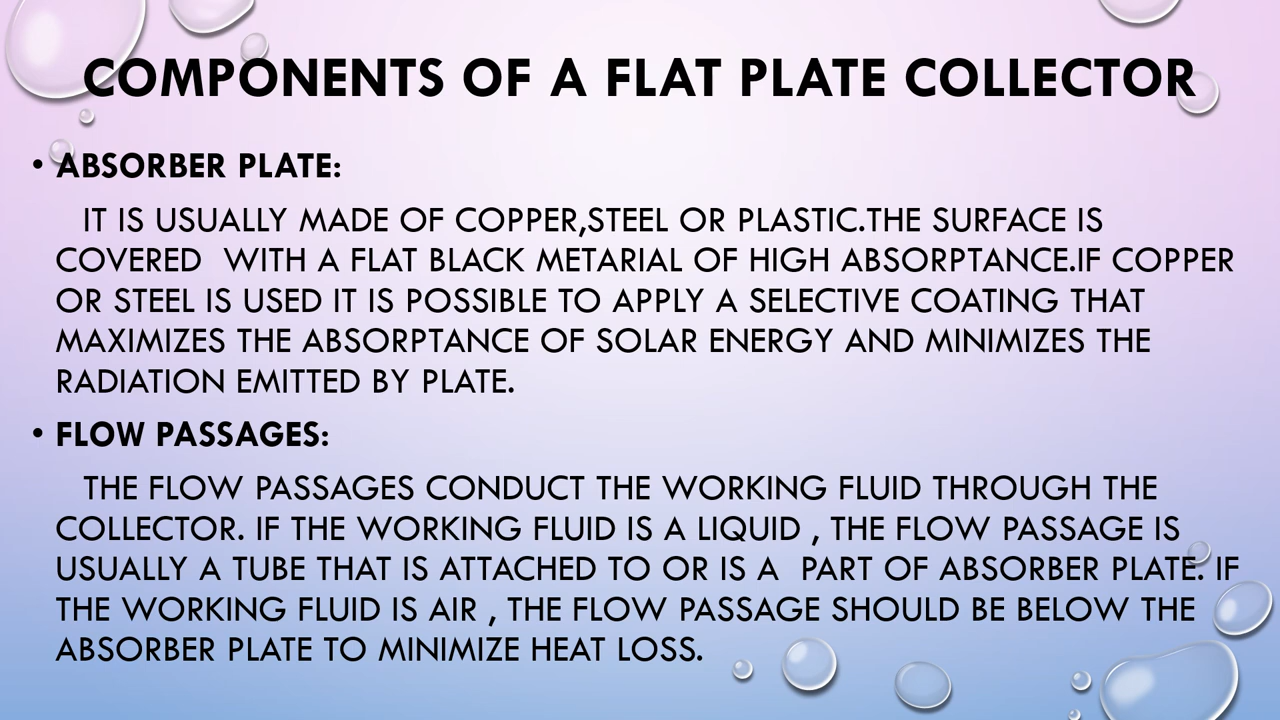 COMPONENTS OF A FLAT PLATE COLLECTOR
• ABSORBER PLATE:
IT IS USUALLY MADE OF COPPER,STEEL OR PLASTIC.THE SURFACE IS
COVERED  WITH A FLAT BLACK METARIAL OF HIGH ABSORPTANCE.IF COPPER
OR STEEL IS USED IT IS POSSIBLE TO APPLY A SELECTIVE COATING THAT
MAXIMIZES THE ABSORPTANCE OF SOLAR ENERGY AND MINIMIZES THE
RADIATION EMITTED BY PLATE.
• FLOW PASSAGES:
THE FLOW PASSAGES CONDUCT THE WORKING FLUID THROUGH THE
COLLECTOR. IF THE WORKING FLUID IS A LIQUID , THE FLOW PASSAGE IS
USUALLY A TUBE THAT IS ATTACHED TO OR IS A  PART OF ABSORBER PLATE. IF
THE WORKING FLUID IS AIR , THE FLOW PASSAGE SHOULD BE BELOW THE
ABSORBER PLATE TO MINIMIZE HEAT LOSS.